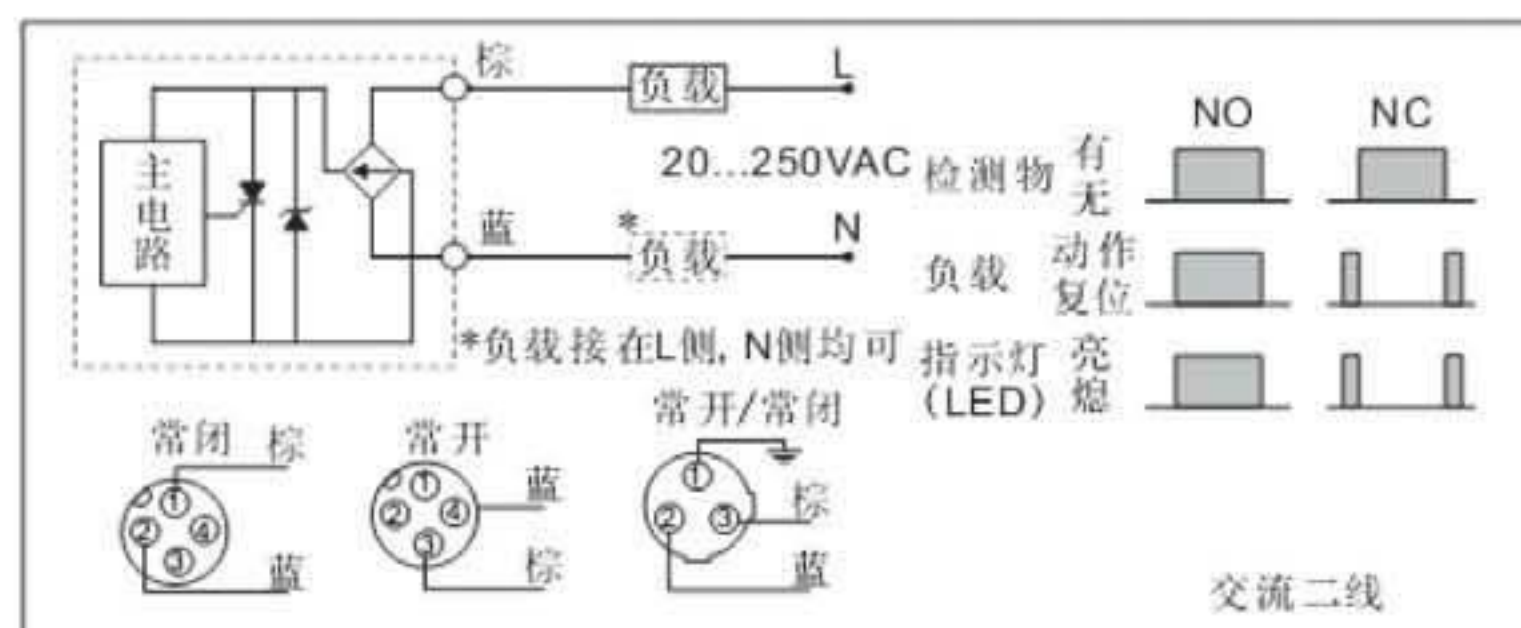 棕
负载
L
主电路
20...250VAC
蓝
*
负载
N
*负载接在L侧, N侧均可
NO
NC
检测物
有
无
负载
动作
复位
指示灯
(LED)
亮
熄
常闭
棕
①
②
④
③
蓝
常开
①
②
④
③
蓝
棕
常开/常闭
①
②
③
棕
蓝
交流二线